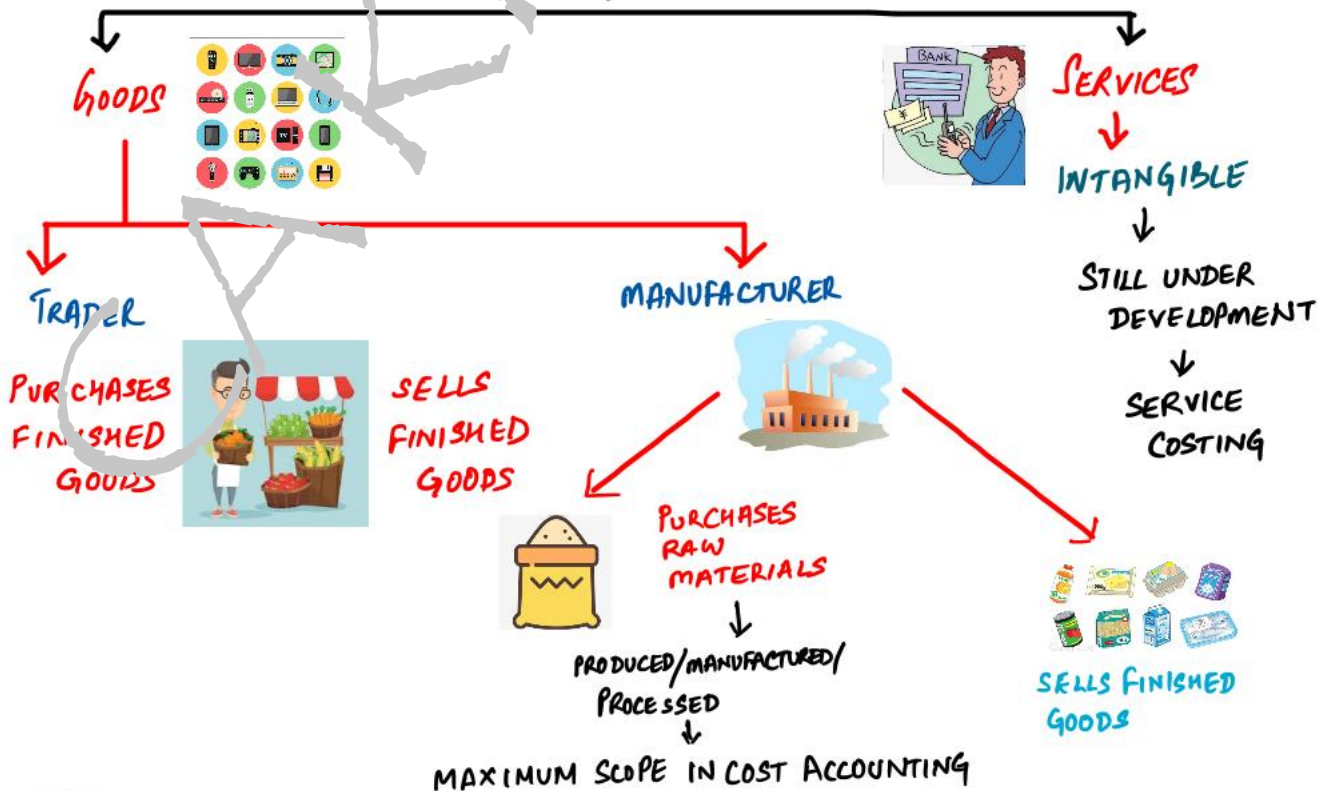 GOODS
BANK
SERVICES
INTANGIBLE
STILL UNDER
DEVELOPMENT
SERVICE
COSTING
TRADER
MANUFACTURER
PURCHASES
FINISHED
GOODS
SELLS
FINISHED
GOODS
PURCHASES
RAW
MATERIALS
PRODUCED/MANUFACTURED/
PROCESSED
MAXIMUM SCOPE IN COST ACCOUNTING
SELLS FINISHED
GOODS